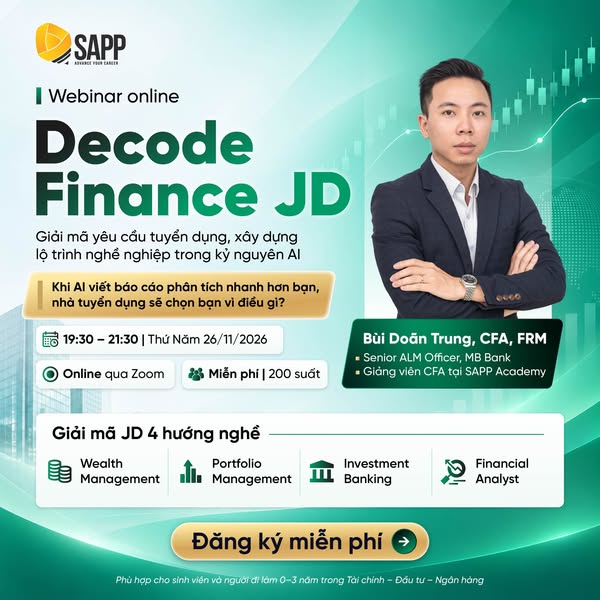 SAPP
ADVANCE YOUR CAREER
Webinar online
Decode
Finance JD
Giải mã yêu cầu tuyển dụng, xây dựng
lộ trình nghề nghiệp trong kỷ nguyên AI
Khi AI viết báo cáo phân tích nhanh hơn bạn,
nhà tuyển dụng sẽ chọn bạn vì điều gì?
19:30 – 21:30 | Thứ Năm 26/11/2026
Online qua Zoom
Miễn phí | 200 suất
Bùi Doãn Trung, CFA, FRM
Senior ALM Officer, MB Bank
Giảng viên CFA tại SAPP Academy
Giải mã JD 4 hướng nghề
Wealth
Management
Portfolio
Management
Investment
Banking
Financial
Analyst
Đăng ký miễn phí
Phù hợp cho sinh viên và người đi làm 0–3 năm trong Tài chính – Đầu tư – Ngân hàng